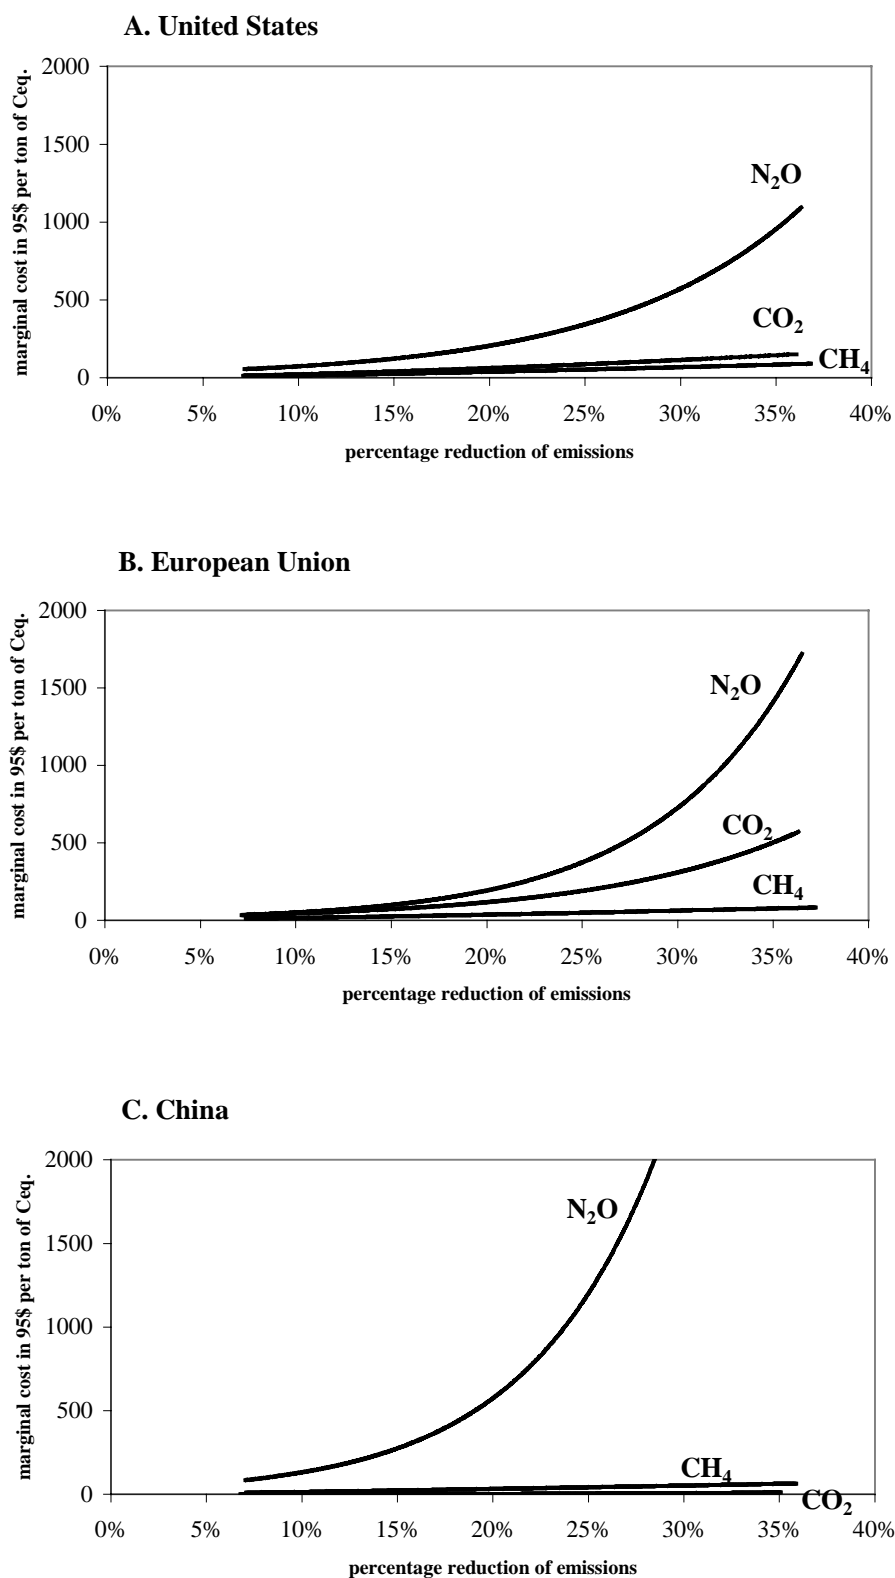 A. United States
marginal cost in 95$ per ton of Ceq.
2000
1500
1000
500
0
N₂O
CO₂
CH₄
0% 5% 10% 15% 20% 25% 30% 35% 40%
percentage reduction of emissions
B. European Union
marginal cost in 95$ per ton of Ceq.
2000
1500
1000
500
0
N₂O
CO₂
CH₄
0% 5% 10% 15% 20% 25% 30% 35% 40%
percentage reduction of emissions
C. China
marginal cost in 95$ per ton of Ceq.
2000
1500
1000
500
0
N₂O
CH₄
CO₂
0% 5% 10% 15% 20% 25% 30% 35% 40%
percentage reduction of emissions